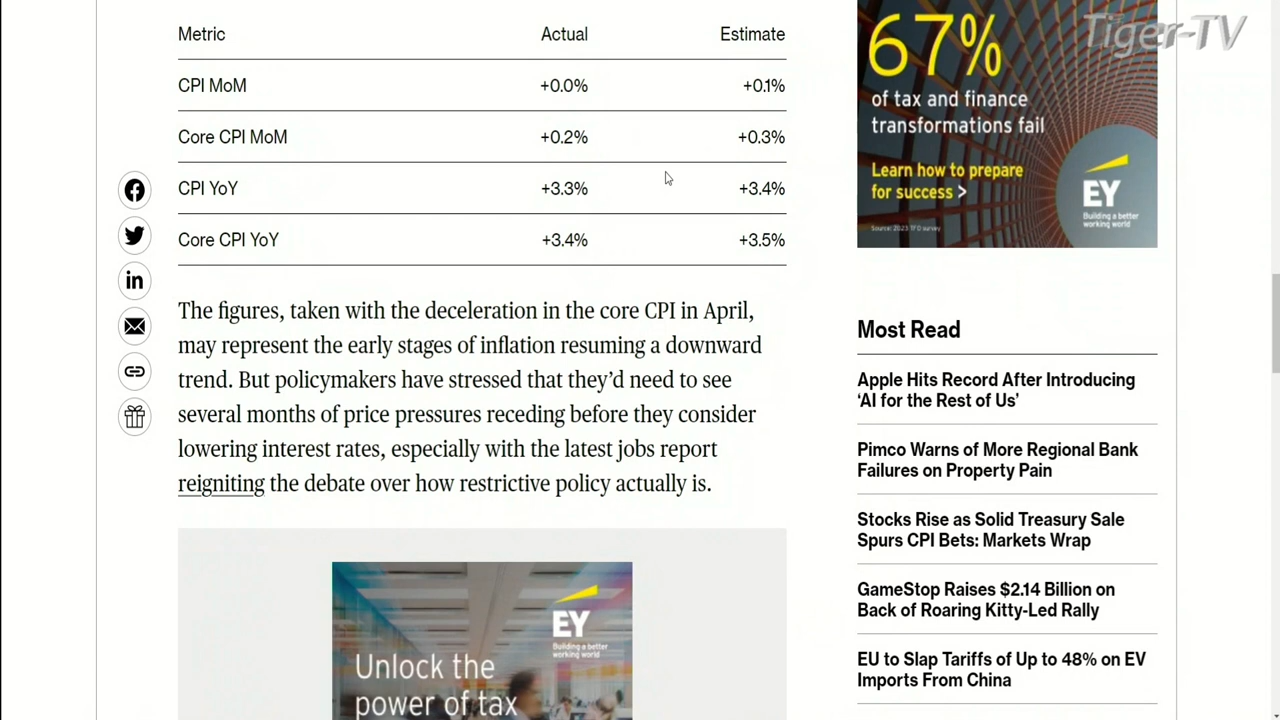 Tiger-TV
Metric Actual Estimate
CPI MoM +0.0% +0.1%
Core CPI MoM +0.2% +0.3%
CPI YoY +3.3% +3.4%
Core CPI YoY +3.4% +3.5%
The figures, taken with the deceleration in the core CPI in April,
may represent the early stages of inflation resuming a downward
trend. But policymakers have stressed that they’d need to see
several months of price pressures receding before they consider
lowering interest rates, especially with the latest jobs report
reigniting the debate over how restrictive policy actually is.
EY
Building a better
working world
Unlock the
power of tax
67%
of tax and finance
transformations fail
Learn how to prepare
for success >
EY
Building a better
working world
Source: 2023 TFO survey
Most Read
Apple Hits Record After Introducing
‘AI for the Rest of Us’
Pimco Warns of More Regional Bank
Failures on Property Pain
Stocks Rise as Solid Treasury Sale
Spurs CPI Bets: Markets Wrap
GameStop Raises $2.14 Billion on
Back of Roaring Kitty-Led Rally
EU to Slap Tariffs of Up to 48% on EV
Imports From China